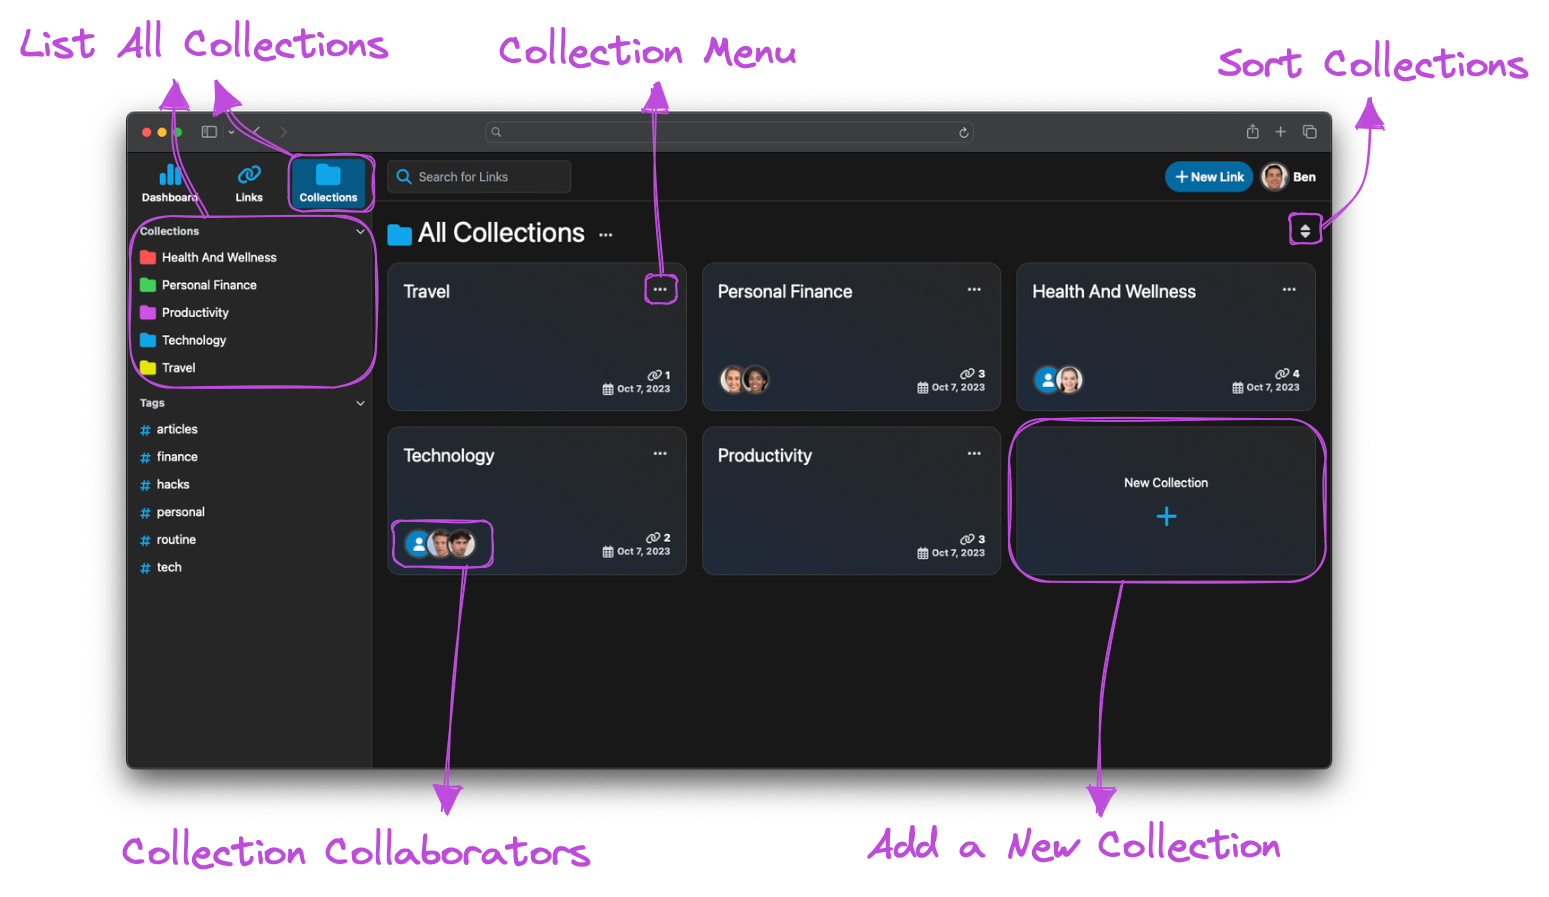 List All Collections
Collection Menu
Sort Collections
Dashboard
Links
Collections
Search for Links
+ New Link
Ben
Collections
Health And Wellness
Personal Finance
Productivity
Technology
Travel
Tags
# articles
# finance
# hacks
# personal
# routine
# tech
All Collections ...
Travel ...
1
Oct 7, 2023
Personal Finance ...
3
Oct 7, 2023
Health And Wellness ...
4
Oct 7, 2023
Technology ...
2
Oct 7, 2023
Productivity ...
3
Oct 7, 2023
New Collection
+
Collection Collaborators
Add a New Collection